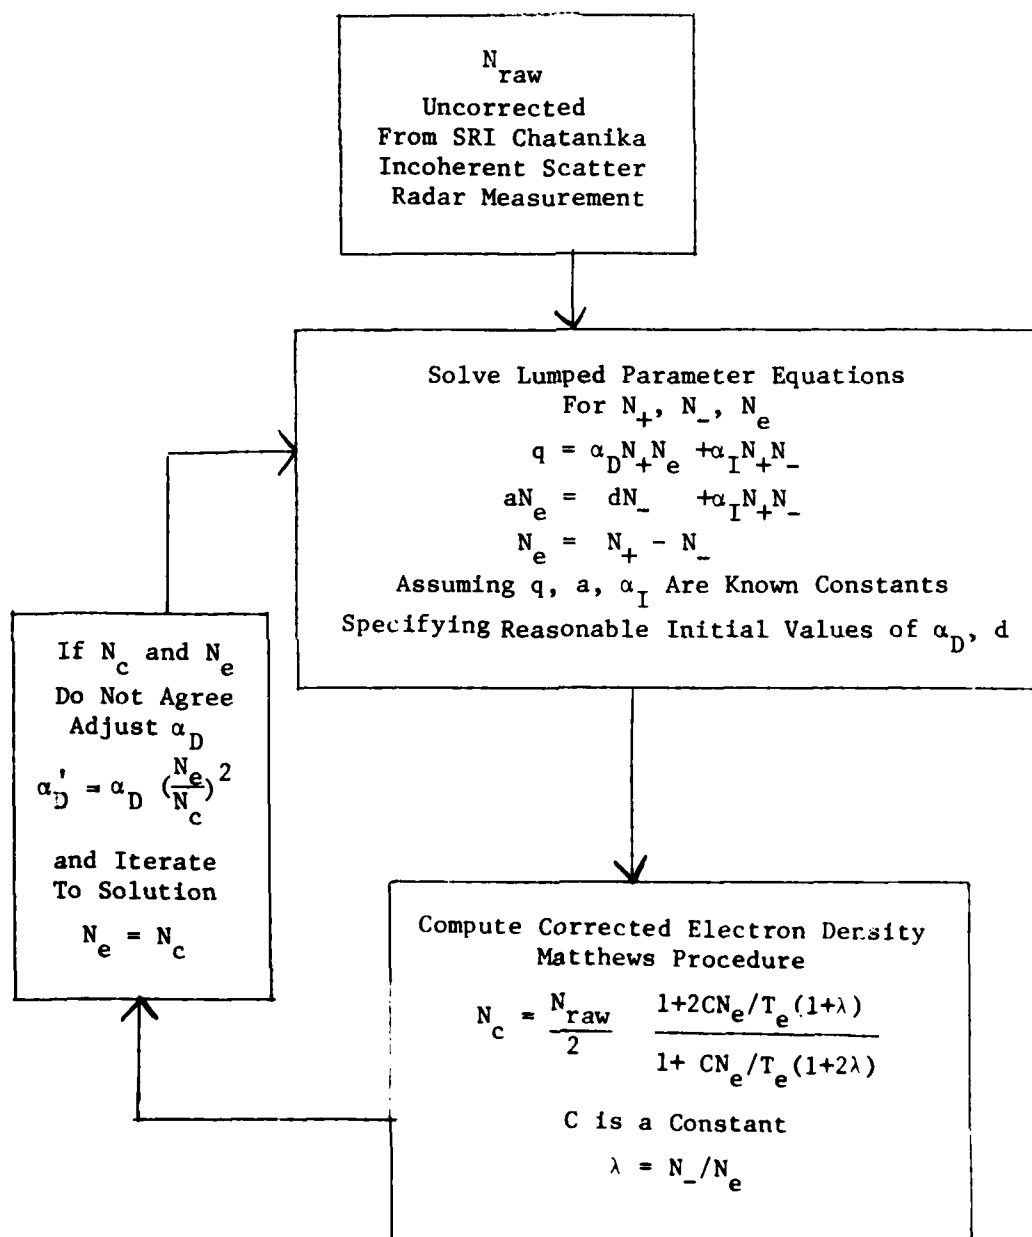 N_raw
Uncorrected
From SRI Chatanika
Incoherent Scatter
Radar Measurement
Solve Lumped Parameter Equations
For N_+, N_-, N_e
q = α_D N_+ N_e + α_I N_+ N_-
aN_e = dN_- + α_I N_+ N_-
N_e = N_+ - N_-
Assuming q, a, α_I Are Known Constants
Specifying Reasonable Initial Values of α_D, d
Compute Corrected Electron Density
Matthews Procedure
N_c = N_raw/2 (1+2CN_e/T_e(1+λ))/(1+ CN_e/T_e(1+2λ))
C is a Constant
λ = N_-/N_e
If N_c and N_e
Do Not Agree
Adjust α_D
α_D' = α_D (N_e/N_c)^2
and Iterate
To Solution
N_e = N_c